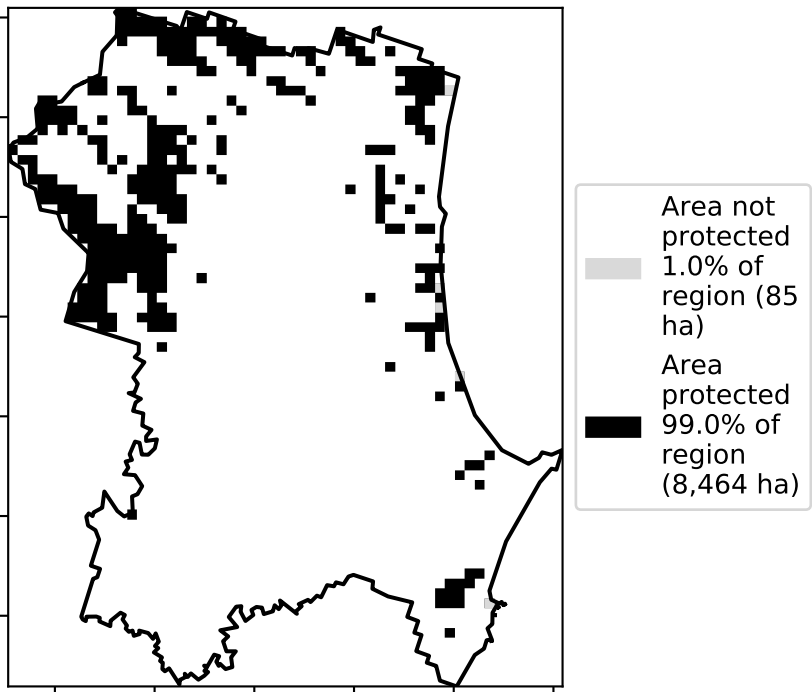 Area not
protected
1.0% of
region (85
ha)
Area
protected
99.0% of
region
(8,464 ha)